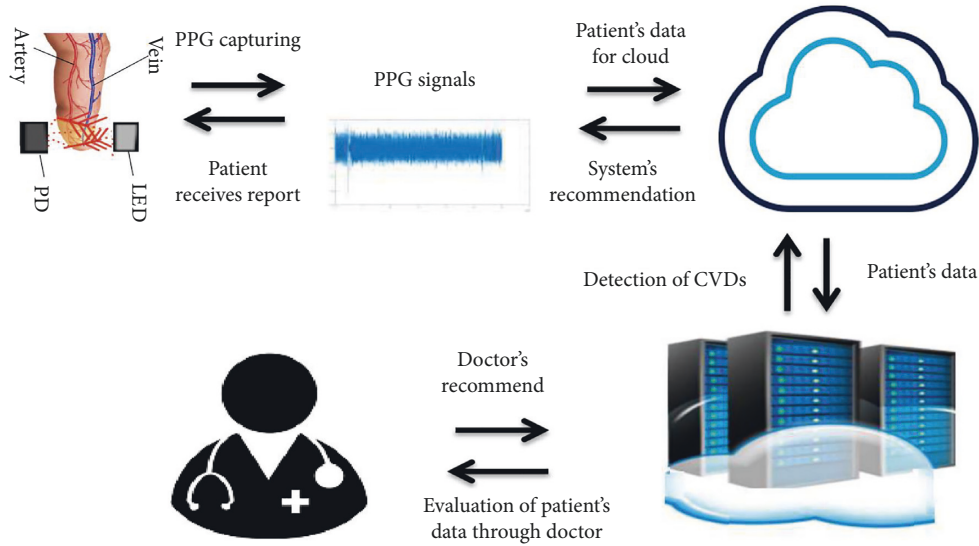 Artery
Vein
PD
LED
PPG capturing
Patient
receives report
PPG signals
Patient's data
for cloud
System's
recommendation
Detection of CVDs
Patient's data
Doctor's
recommend
Evaluation of patient's
data through doctor